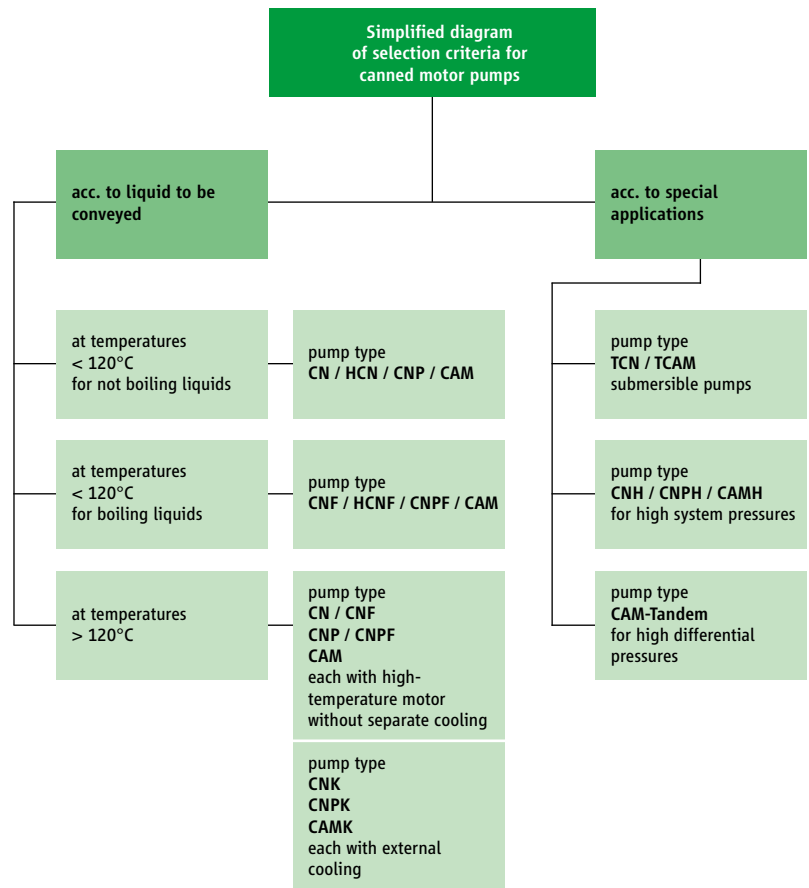 Simplified diagram
of selection criteria for
canned motor pumps
acc. to liquid to be
conveyed
acc. to special
applications
at temperatures
< 120°C
for not boiling liquids
pump type
CN / HCN / CNP / CAM
pump type
TCN / TCAM
submersible pumps
at temperatures
< 120°C
for boiling liquids
pump type
CNF / HCNF / CNPF / CAM
pump type
CNH / CNPH / CAMH
for high system pressures
at temperatures
> 120°C
pump type
CN / CNF
CNP / CNPF
CAM
each with high-
temperature motor
without separate cooling
pump type
CAM-Tandem
for high differential
pressures
pump type
CNK
CNPK
CAMK
each with external
cooling